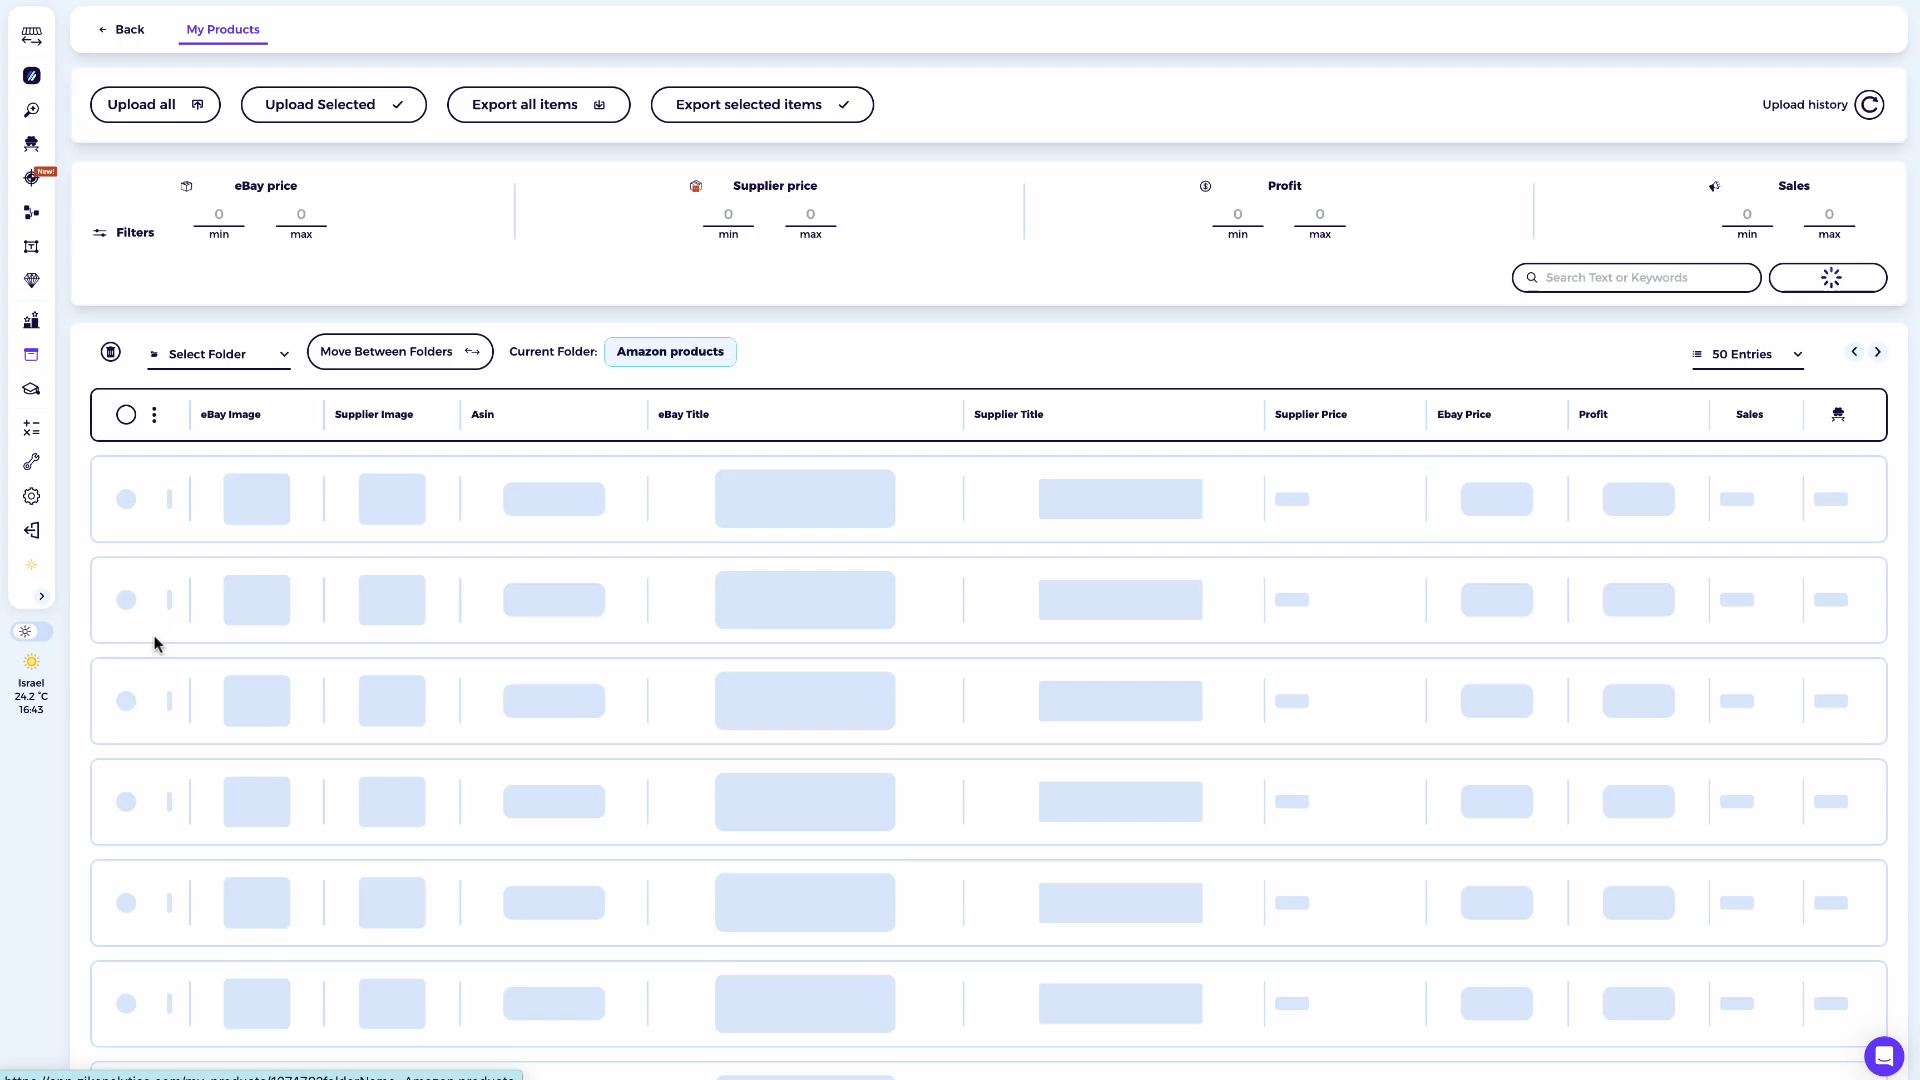 Back
My Products
Upload all
Upload Selected
Export all items
Export selected items
Upload history
New!
Filters
eBay price
0
min
0
max
Supplier price
0
min
0
max
Profit
0
min
0
max
Sales
0
min
0
max
Search Text or Keywords
Select Folder
Move Between Folders
Current Folder:
Amazon products
50 Entries
eBay Image
Supplier Image
Asin
eBay Title
Supplier Title
Supplier Price
Ebay Price
Profit
Sales
Israel
24.2 °C
16:43